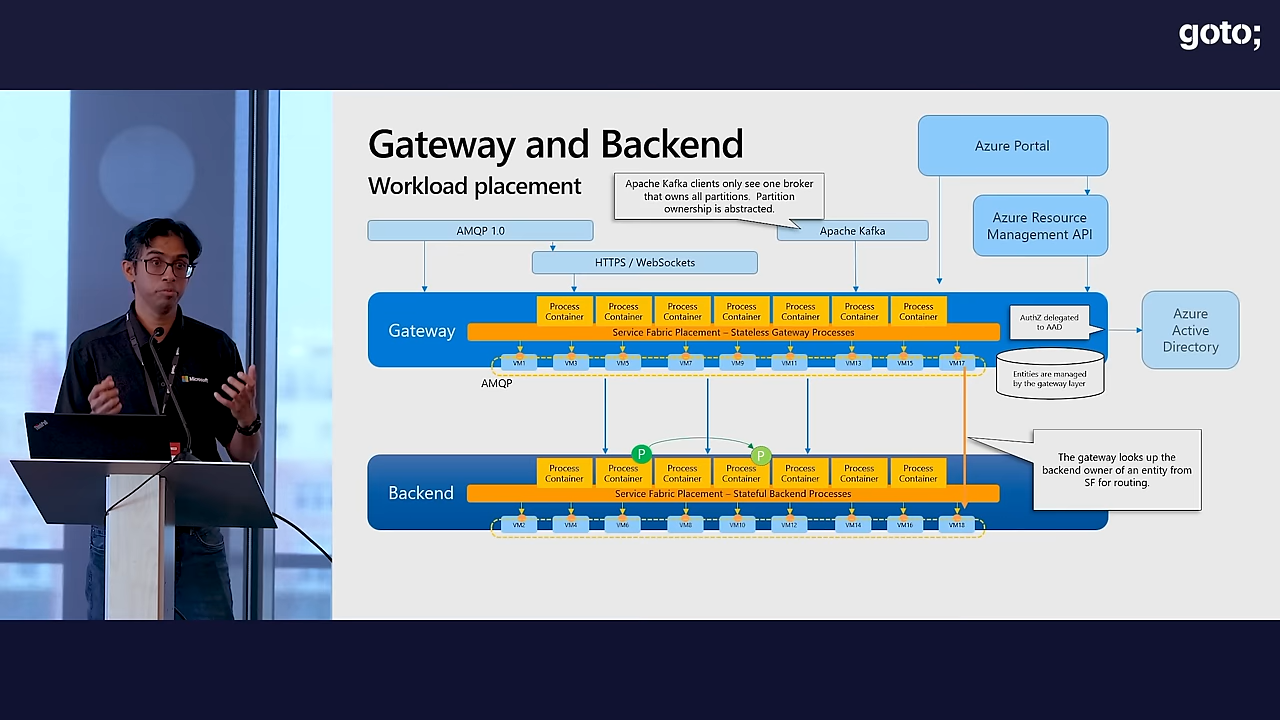 goto;
Gateway and Backend
Workload placement
Apache Kafka clients only see one broker
that owns all partitions. Partition
ownership is abstracted.
Azure Portal
Azure Resource
Management API
AMQP 1.0
Apache Kafka
HTTPS / WebSockets
Gateway
Process
Container
Process
Container
Process
Container
Process
Container
Process
Container
Process
Container
Process
Container
Service Fabric Placement – Stateless Gateway Processes
AuthZ delegated
to AAD
Azure
Active
Directory
VM1
VM3
VM5
VM7
VM9
VM11
VM13
VM15
VM17
Entities are managed
by the gateway layer
AMQP
The gateway looks up the
backend owner of an entity from
SF for routing.
P
P
Backend
Process
Container
Process
Container
Process
Container
Process
Container
Process
Container
Process
Container
Process
Container
Service Fabric Placement – Stateful Backend Processes
VM2
VM4
VM6
VM8
VM10
VM12
VM14
VM16
VM18
Microsoft
ThinkPad